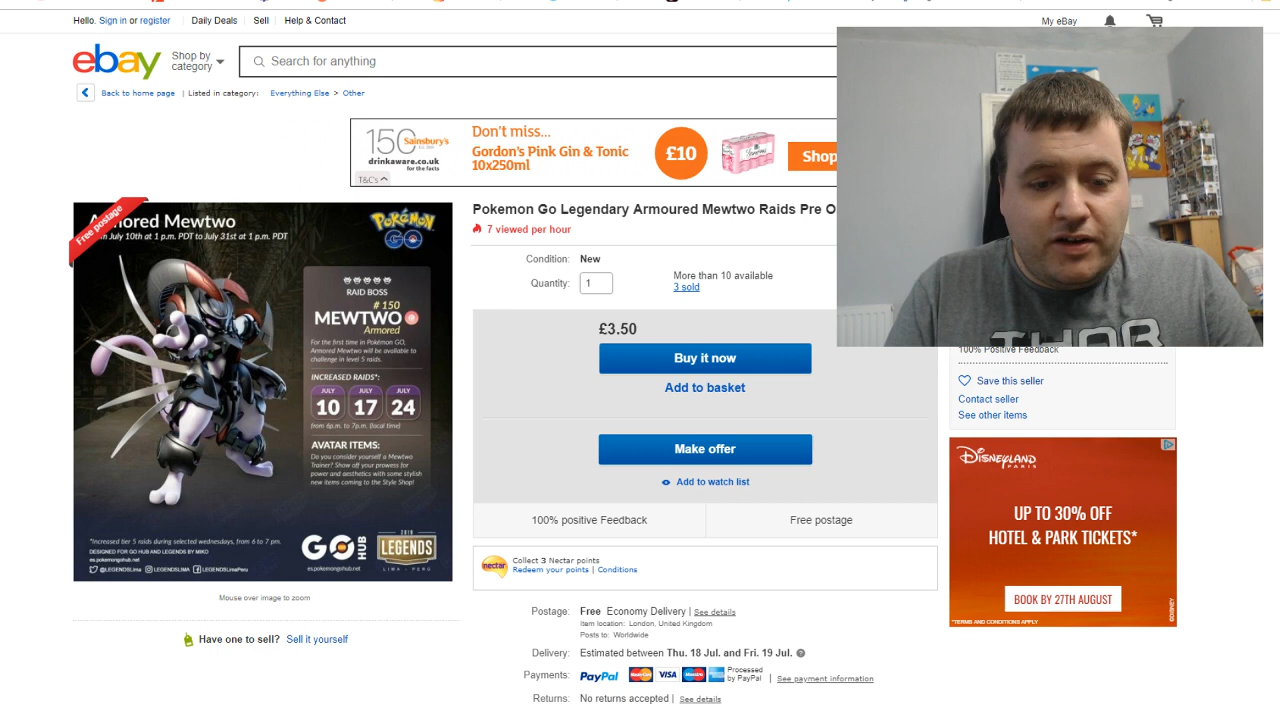 Hello. Sign in or register
Daily Deals
Sell
Help & Contact
My eBay
ebay
Shop by
category
Search for anything
Back to home page | Listed in category: Everything Else > Other
150 Sainsbury's
drinkaware.co.uk
for the facts
T&C's
Don't miss...
Gordon's Pink Gin & Tonic
10x250ml
£10
Shop
Free postage
Armored Mewtwo
July 10th at 1 p.m. PDT to July 31st at 1 p.m. PDT
POKÉMON
GO
RAID BOSS
# 150
MEWTWO
Armored
For the first time in Pokémon GO,
Armored Mewtwo will be available to
challenge in level 5 raids.
INCREASED RAIDS*:
JULY JULY JULY
10 17 24
from 6p.m. to 7p.m. (local time)
AVATAR ITEMS:
Do you consider yourself a Mewtwo
Trainer? Show off your prowess for
power and aesthetics with some stylish
new items coming to the Style Shop!
*Increased tier 5 raids during selected wednesdays, from 6 to 7 pm.
DESIGNED FOR GO HUB AND LEGENDS BY MIKO
es.pokemongohub.net
@LEGENDSLima LEGENDSLIMA LEGENDSLimaPeru
GO HUB
es.pokemongohub.net
2019
LEGENDS
LIMA - PERU
Mouse over image to zoom
Have one to sell? Sell it yourself
Pokemon Go Legendary Armoured Mewtwo Raids Pre O
7 viewed per hour
Condition: New
Quantity: 1
More than 10 available
3 sold
£3.50
Buy it now
Add to basket
Make offer
Add to watch list
100% positive Feedback
Free postage
nectar
Collect 3 Nectar points
Redeem your points | Conditions
Postage: Free Economy Delivery | See details
Item location: London, United Kingdom
Posts to: Worldwide
Delivery: Estimated between Thu. 18 Jul. and Fri. 19 Jul.
Payments: PayPal MasterCard VISA Maestro Processed
by PayPal | See payment information
Returns: No returns accepted | See details
THOR
100% Positive Feedback
Save this seller
Contact seller
See other items
DISNEYLAND
PARIS
UP TO 30% OFF
HOTEL & PARK TICKETS*
BOOK BY 27TH AUGUST
*TERMS AND CONDITIONS APPLY
©DISNEY